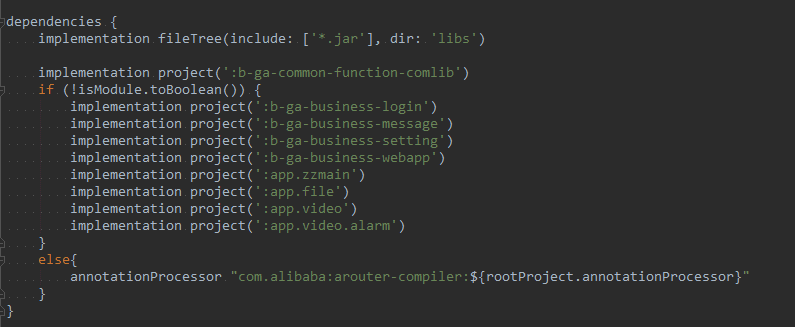 dependencies {
    implementation fileTree(include: ['*.jar'], dir: 'libs')
    implementation project(':b-ga-common-function-comlib')
    if (!isModule.toBoolean()) {
        implementation project(':b-ga-business-login')
        implementation project(':b-ga-business-message')
        implementation project(':b-ga-business-setting')
        implementation project(':b-ga-business-webapp')
        implementation project(':app.zzmain')
        implementation project(':app.file')
        implementation project(':app.video')
        implementation project(':app.video.alarm')
    }
    else{
        annotationProcessor "com.alibaba:arouter-compiler:${rootProject.annotationProcessor}"
    }
}